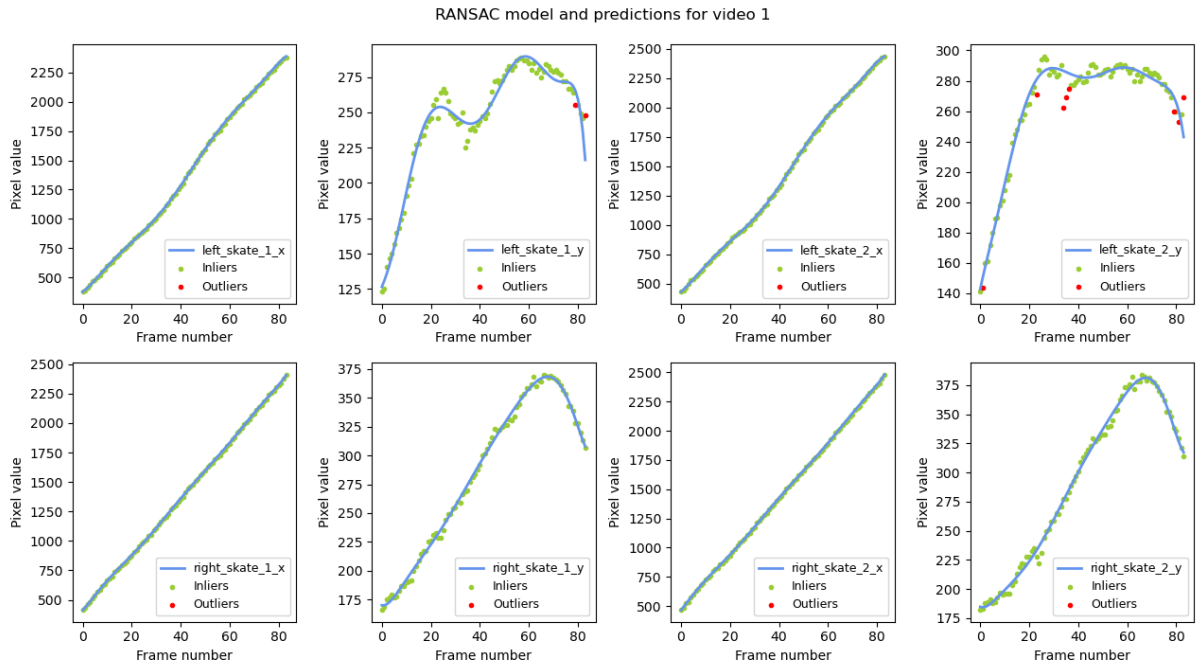 RANSAC model and predictions for video 1
2250
2000
1750
1500
1250
1000
750
500
Pixel value
0 20 40 60 80
Frame number
left_skate_1_x
Inliers
Outliers
275
250
225
200
175
150
125
Pixel value
0 20 40 60 80
Frame number
left_skate_1_y
Inliers
Outliers
2500
2250
2000
1750
1500
1250
1000
750
500
Pixel value
0 20 40 60 80
Frame number
left_skate_2_x
Inliers
Outliers
300
280
260
240
220
200
180
160
140
Pixel value
0 20 40 60 80
Frame number
left_skate_2_y
Inliers
Outliers
2500
2250
2000
1750
1500
1250
1000
750
500
Pixel value
0 20 40 60 80
Frame number
right_skate_1_x
Inliers
Outliers
375
350
325
300
275
250
225
200
175
Pixel value
0 20 40 60 80
Frame number
right_skate_1_y
Inliers
Outliers
2500
2250
2000
1750
1500
1250
1000
750
500
Pixel value
0 20 40 60 80
Frame number
right_skate_2_x
Inliers
Outliers
375
350
325
300
275
250
225
200
175
Pixel value
0 20 40 60 80
Frame number
right_skate_2_y
Inliers
Outliers